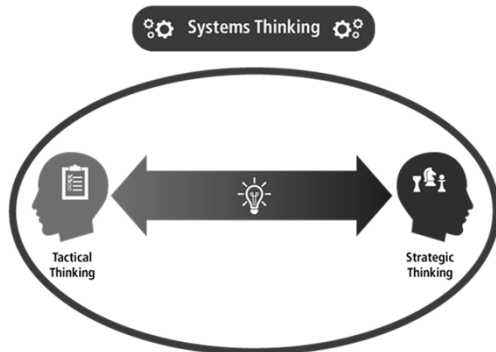 Systems Thinking
Tactical
Thinking
Strategic
Thinking